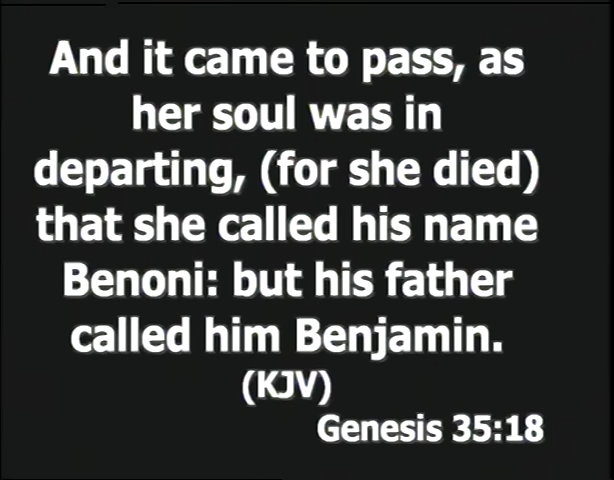 And it came to pass, as
her soul was in
departing, (for she died)
that she called his name
Benoni: but his father
called him Benjamin.
(KJV)
Genesis 35:18